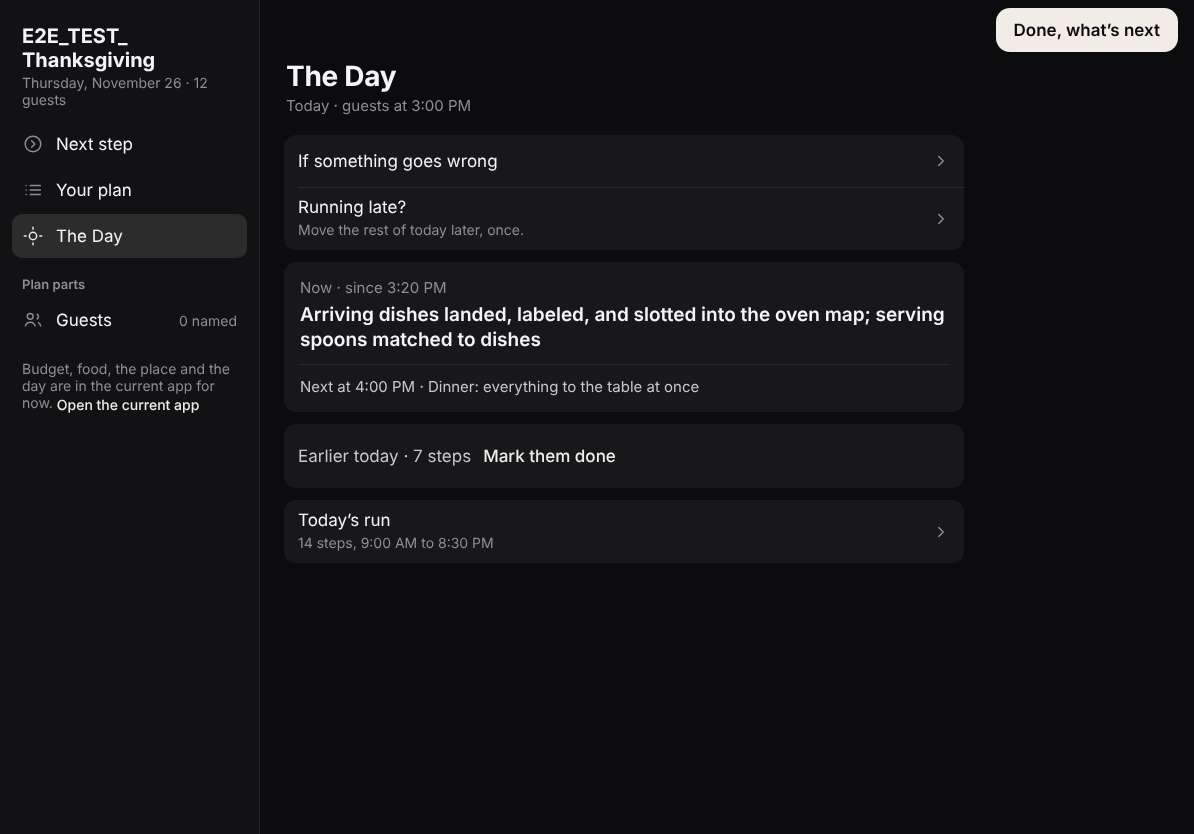 E2E_TEST_
Thanksgiving
Thursday, November 26 · 12
guests
Next step
Your plan
The Day
Plan parts
Guests 0 named
Budget, food, the place and the
day are in the current app for
now. Open the current app
Done, what’s next
The Day
Today · guests at 3:00 PM
If something goes wrong
Running late?
Move the rest of today later, once.
Now · since 3:20 PM
Arriving dishes landed, labeled, and slotted into the oven map; serving
spoons matched to dishes
Next at 4:00 PM · Dinner: everything to the table at once
Earlier today · 7 steps Mark them done
Today’s run
14 steps, 9:00 AM to 8:30 PM